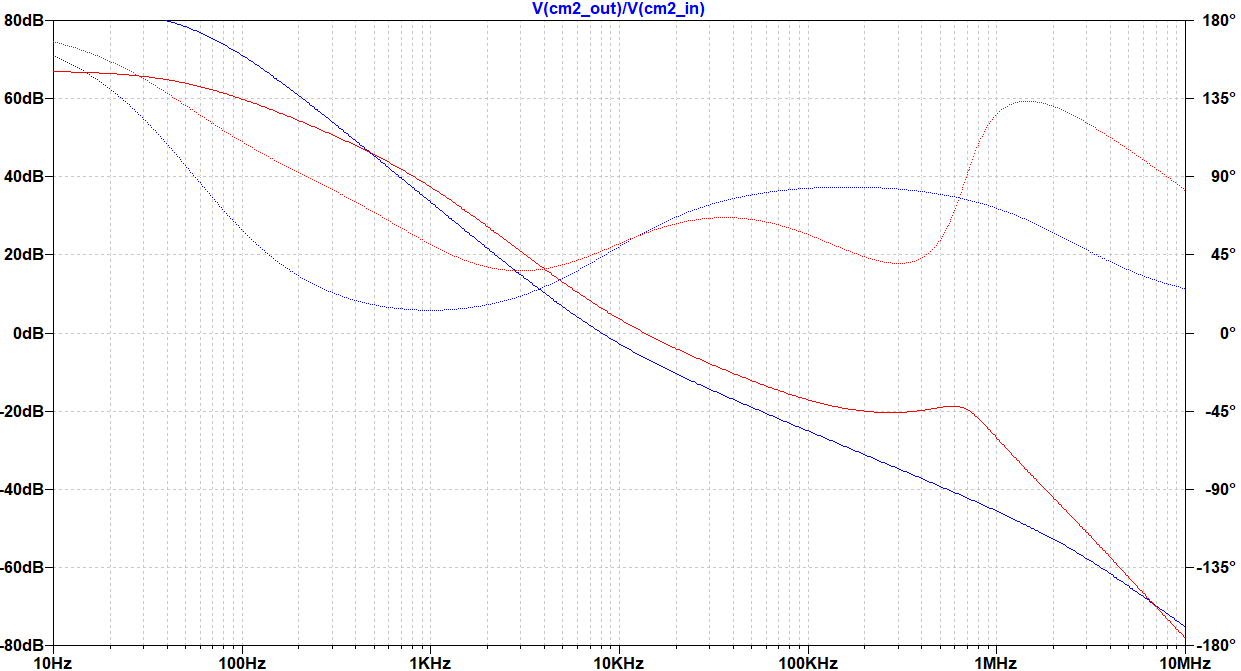 V(cm2_out)/V(cm2_in)
80dB 180°
60dB 135°
40dB 90°
20dB 45°
0dB 0°
-20dB -45°
-40dB -90°
-60dB -135°
-80dB -180°
10Hz 100Hz 1KHz 10KHz 100KHz 1MHz 10MHz